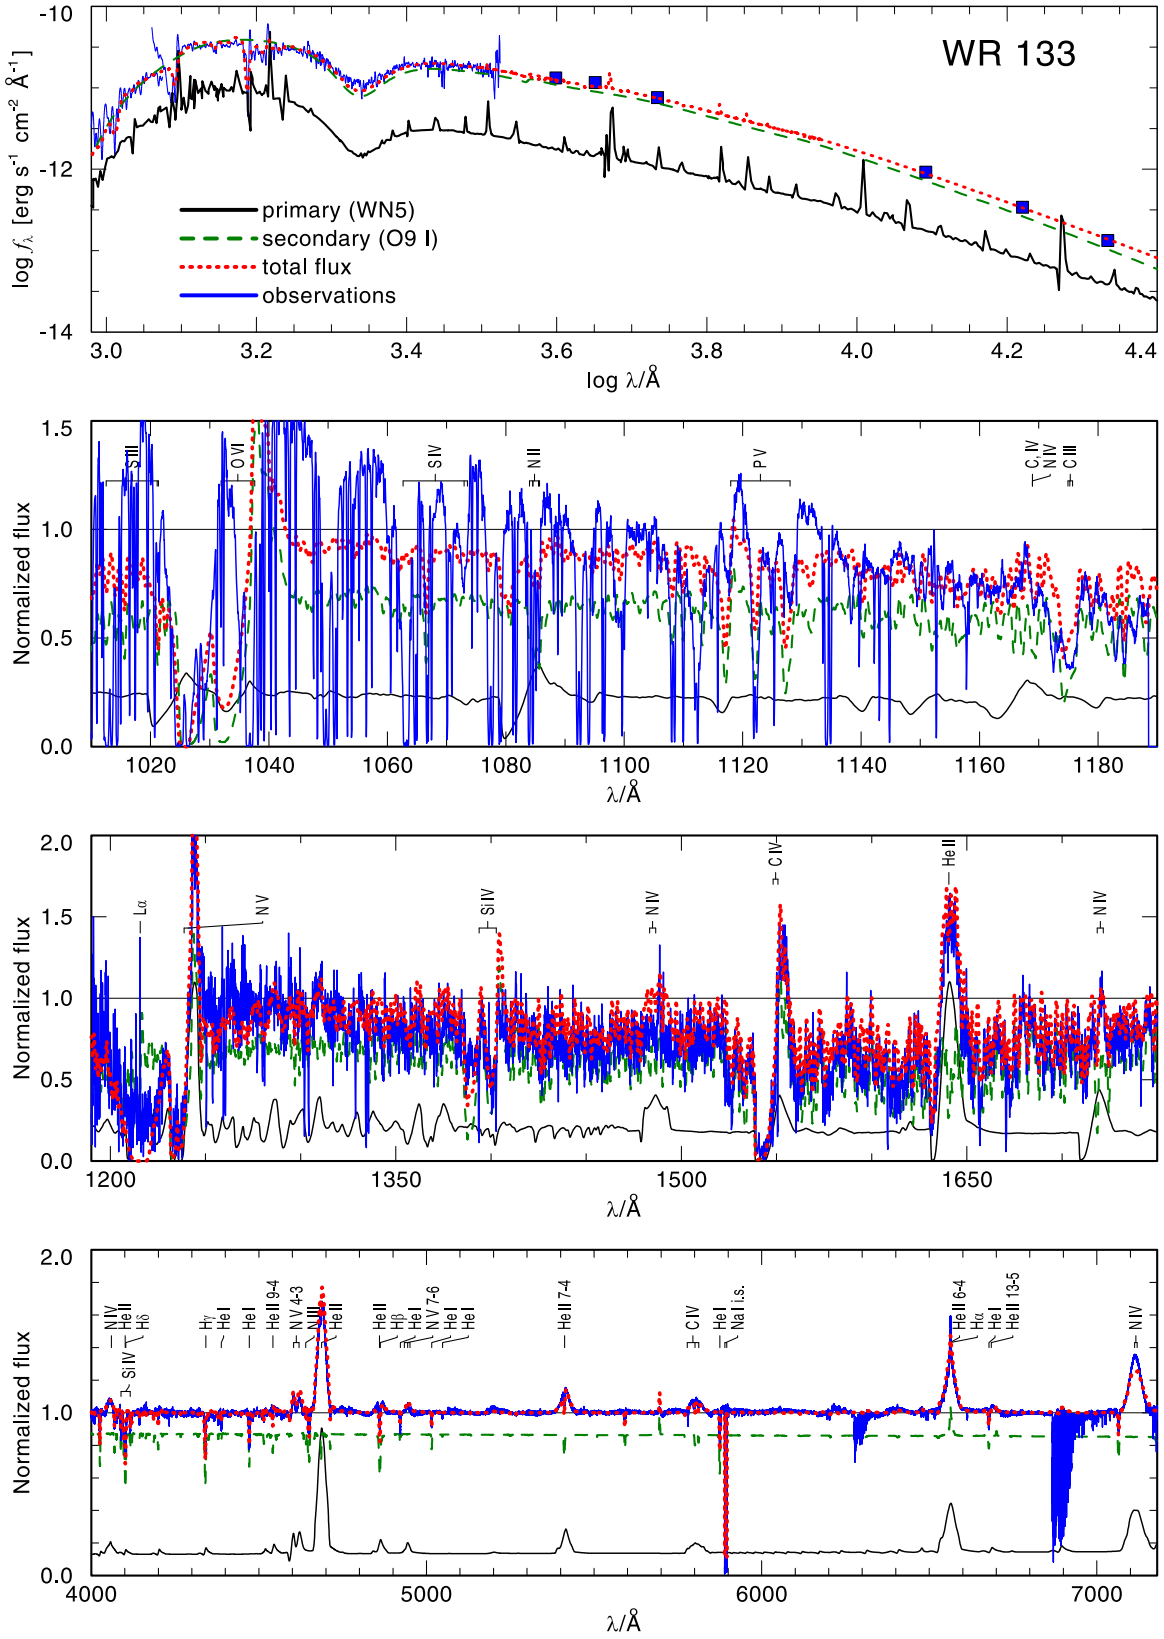 WR 133
-10
-12
-14
log fλ [erg s-1 cm-2 Å-1]
primary (WN5)
secondary (O9 I)
total flux
observations
3.0 3.2 3.4 3.6 3.8 4.0 4.2 4.4
log λ/Å
1.5
1.0
0.5
0.0
Normalized flux
S III
O VI
S IV
N II
P V
C, IV
N IV
C III
1020 1040 1060 1080 1100 1120 1140 1160 1180
λ/Å
2.0
1.5
1.0
0.5
0.0
Normalized flux
Lα
N V
Si IV
N IV
C IV
He II
N IV
1200 1350 1500 1650
λ/Å
2.0
1.0
0.0
Normalized flux
N IV
He II
Hδ
Si IV
Hγ
He I
He I
He II 9-4
N V 4-3
N III
He II
He II
Hβ
He I
N V 7-6
He I
He I
He II 7-4
C IV
He I
Na I i.s.
He II 6-4
Hα
He I
He II 13-5
N IV
4000 5000 6000 7000
λ/Å